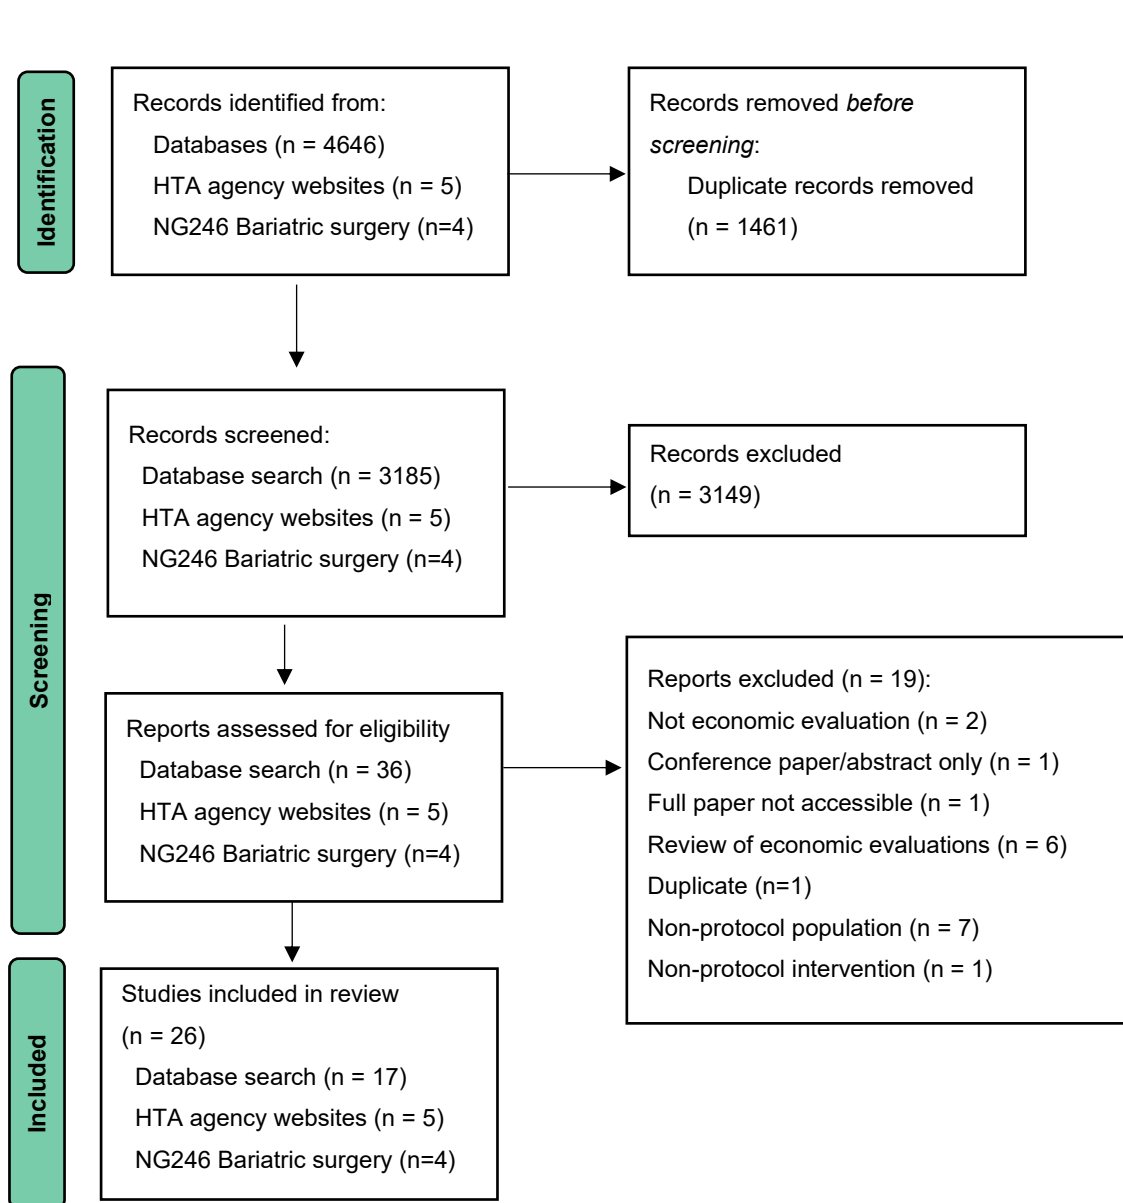 Identification
Records identified from:
Databases (n = 4646)
HTA agency websites (n = 5)
NG246 Bariatric surgery (n=4)
Records removed before
screening:
Duplicate records removed
(n = 1461)
Screening
Records screened:
Database search (n = 3185)
HTA agency websites (n = 5)
NG246 Bariatric surgery (n=4)
Records excluded
(n = 3149)
Reports assessed for eligibility
Database search (n = 36)
HTA agency websites (n = 5)
NG246 Bariatric surgery (n=4)
Reports excluded (n = 19):
Not economic evaluation (n = 2)
Conference paper/abstract only (n = 1)
Full paper not accessible (n = 1)
Review of economic evaluations (n = 6)
Duplicate (n=1)
Non-protocol population (n = 7)
Non-protocol intervention (n = 1)
Included
Studies included in review
(n = 26)
Database search (n = 17)
HTA agency websites (n = 5)
NG246 Bariatric surgery (n=4)